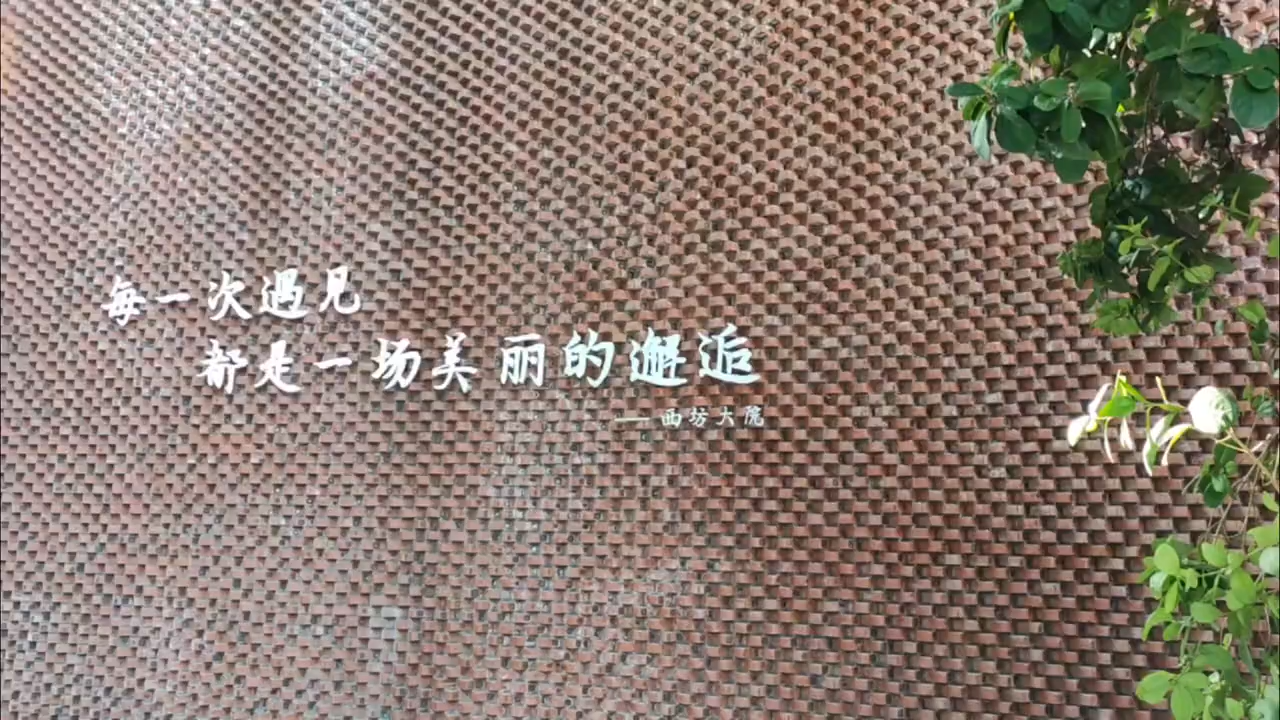 每一次遇见
都是一场美丽的邂逅
——西坊大院